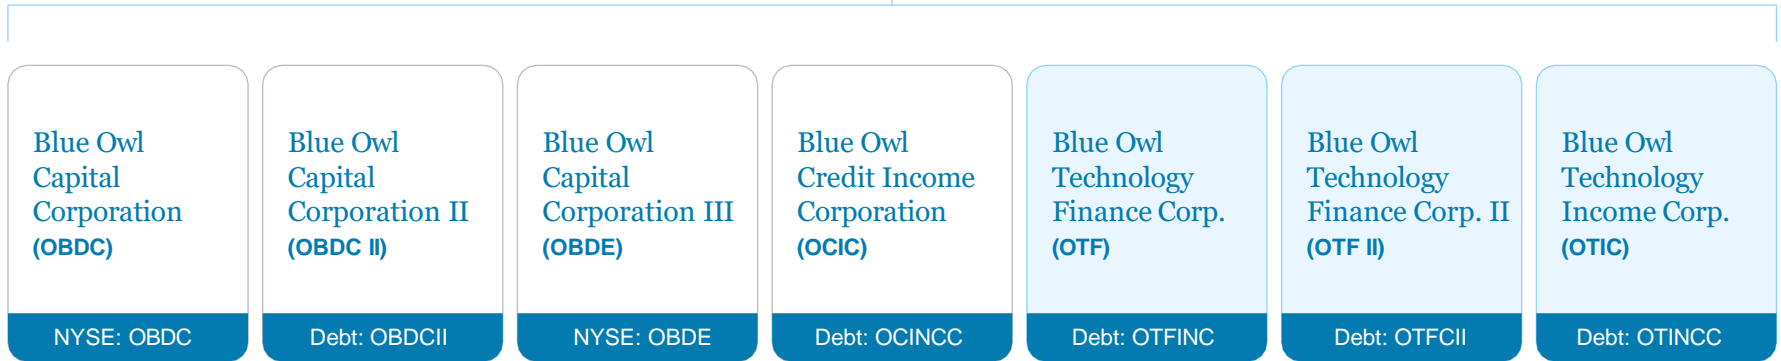 Blue Owl
Capital
Corporation
(OBDC)
NYSE: OBDC
Blue Owl
Capital
Corporation II
(OBDC II)
Debt: OBDCII
Blue Owl
Capital
Corporation III
(OBDE)
NYSE: OBDE
Blue Owl
Credit Income
Corporation
(OCIC)
Debt: OCINCC
Blue Owl
Technology
Finance Corp.
(OTF)
Debt: OTFINC
Blue Owl
Technology
Finance Corp. II
(OTF II)
Debt: OTFCII
Blue Owl
Technology
Income Corp.
(OTIC)
Debt: OTINCC